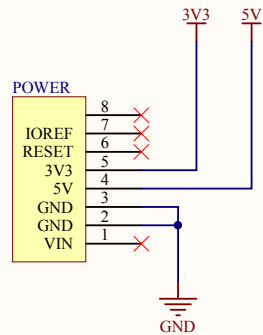 3V3 5V
POWER
8
IOREF 7
RESET 6
3V3 5
5V 4
GND 3
GND 2
VIN 1
GND